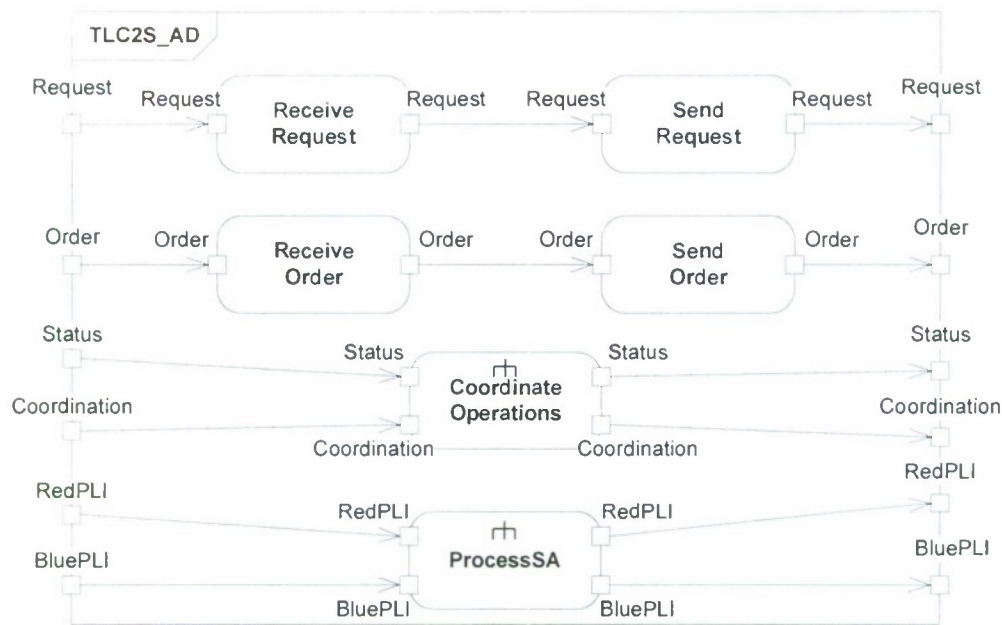 TLC2S_AD
Request
Request
Receive
Request
Request
Request
Send
Request
Request
Request
Order
Order
Receive
Order
Order
Order
Send
Order
Order
Order
Status
Status
Coordinate
Operations
Status
Status
Coordination
Coordination
Coordination
Coordination
RedPLI
RedPLI
ProcessSA
RedPLI
RedPLI
BluePLI
BluePLI
BluePLI
BluePLI